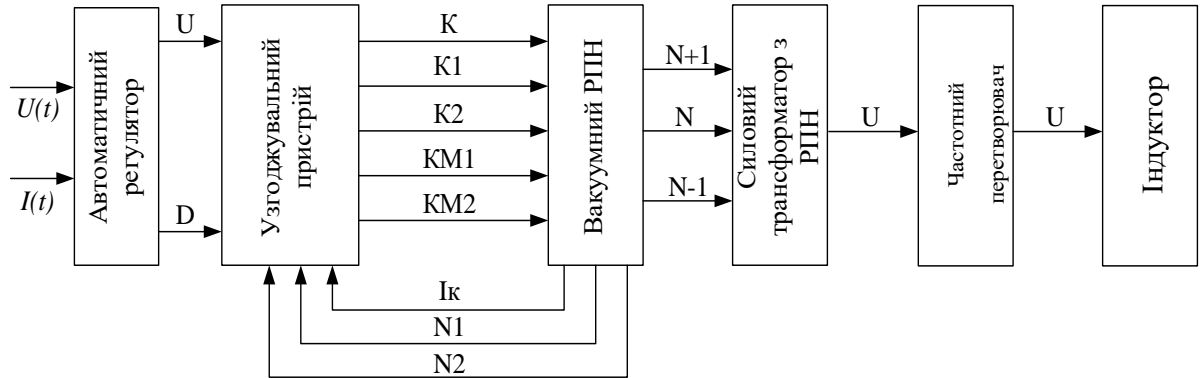 U(t)
I(t)
Автоматичний
регулятор
U
D
Узгоджувальний
пристрій
К
К1
К2
КМ1
КМ2
Ік
N1
N2
Вакуумний РПН
N+1
N
N-1
Силовий
трансформатор з
РПН
U
Частотний
перетворювач
U
Індуктор